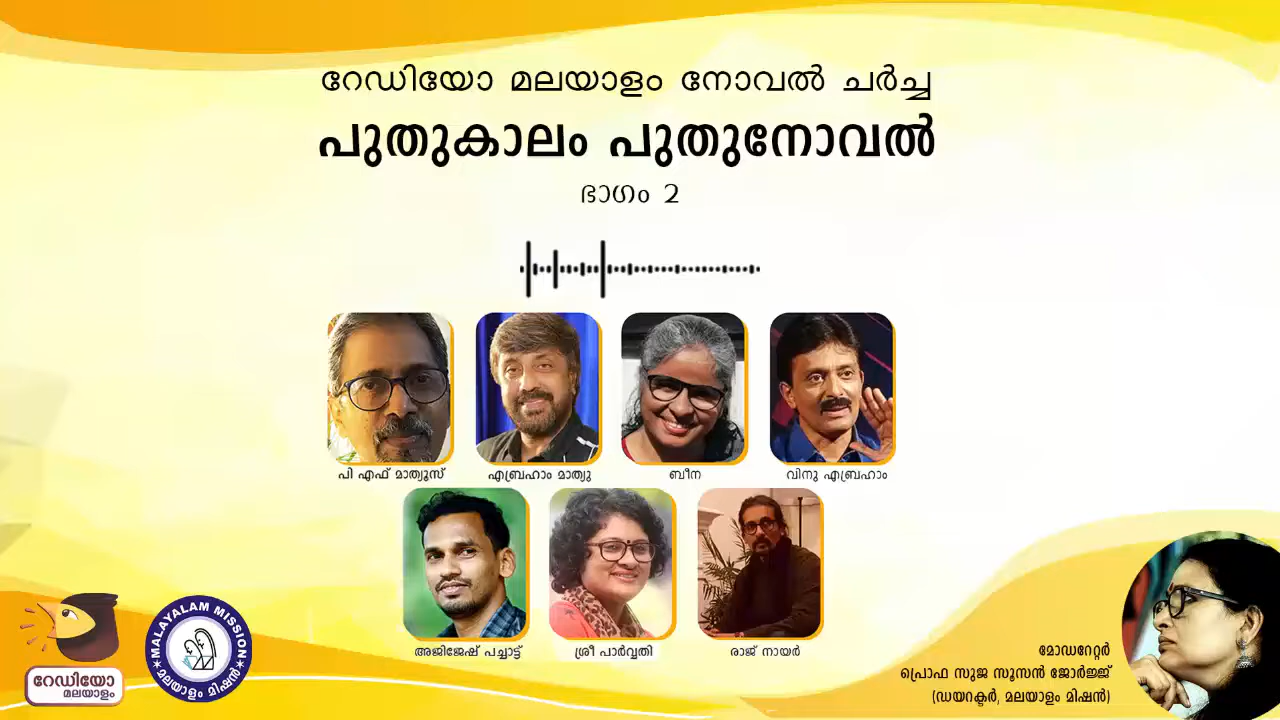 റേഡിയോ മലയാളം നോവൽ ചർച്ച
പുതുകാലം പുതുനോവൽ
ഭാഗം 2
പി എഫ് മാത്യൂസ്
എബ്രഹാം മാത്യു
ബീന
വിനു എബ്രഹാം
അജിജേഷ് പച്ചാട്ട്
ശ്രീ പാർവ്വതി
രാജ് നായർ
മോഡറേറ്റർ
പ്രൊഫ സുജ സൂസൻ ജോർജ്ജ്
(ഡയറക്ടർ, മലയാളം മിഷൻ)
റേഡിയോ
മലയാളം
MALAYALAM MISSION
മലയാളം മിഷൻ